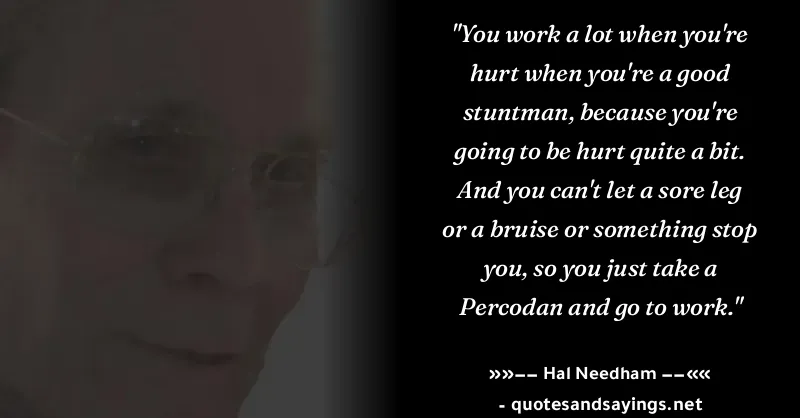 "You work a lot when you're
hurt when you're a good
stuntman, because you're
going to be hurt quite a bit.
And you can't let a sore leg
or a bruise or something stop
you, so you just take a
Percodan and go to work."
»»−− Hal Needham −−««
- quotesandsayings.net